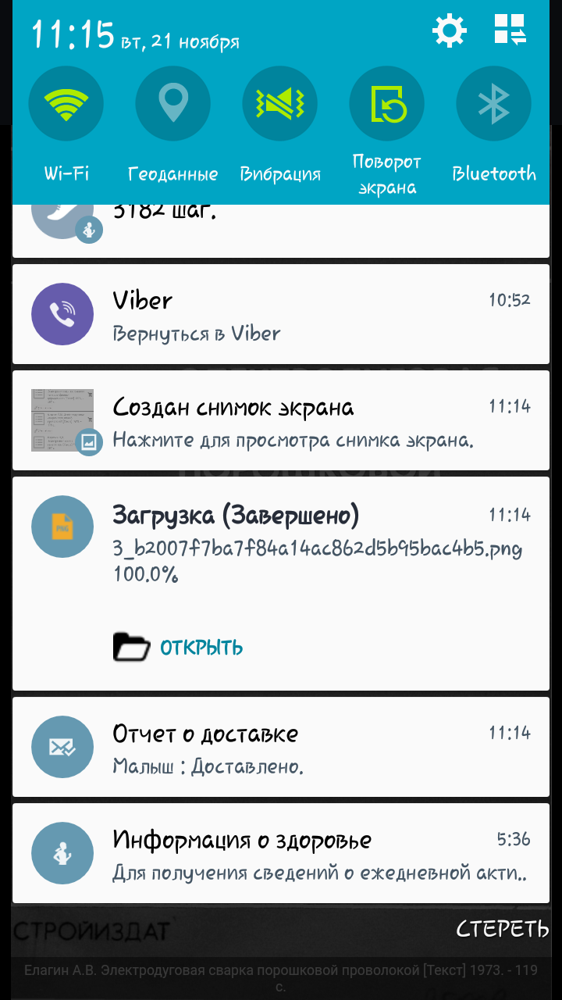 11:15 вт, 21 ноября
Wi-Fi
Геоданные
Вибрация
Поворот
экрана
Bluetooth
3182 шаг.
Viber 10:52
Вернуться в Viber
Создан снимок экрана 11:14
Нажмите для просмотра снимка экрана.
ПОРОШКОВОЙ
Загрузка (Завершено) 11:14
PNG
3_b2007f7ba7f84a14ac862d5b95bac4b5.png
100.0%
ОТКРЫТЬ
Отчет о доставке 11:14
Малыш : Доставлено.
Информация о здоровье 5:36
Для получения сведений о ежедневной акти..
СТРОЙИЗДАТ
СТЕРЕТЬ
Елагин А.В. Электродуговая сварка порошковой проволокой [Текст] 1973. - 119
с.